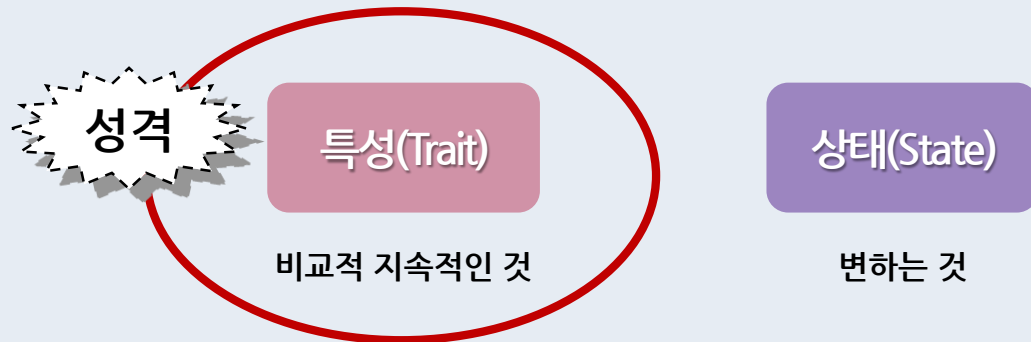 성격
특성(Trait)
상태(State)
비교적 지속적인 것
변하는 것